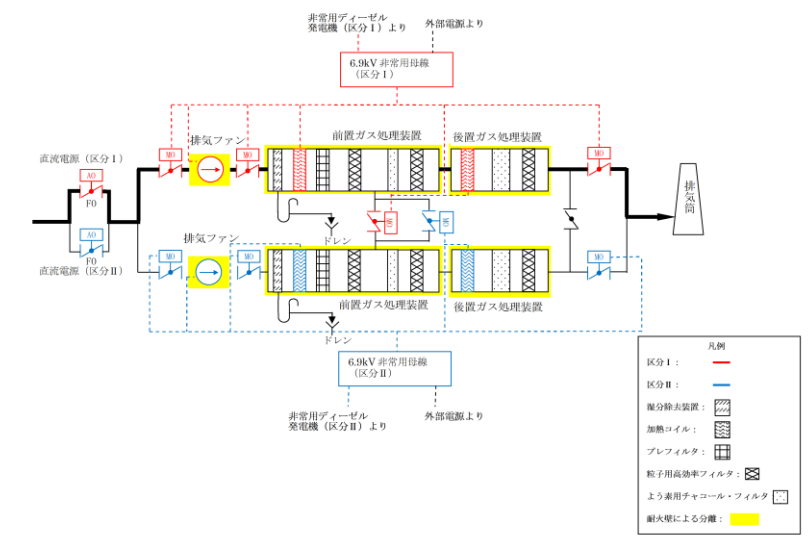 非常用ディーゼル
発電機（区分Ⅰ）より
外部電源より
6.9kV 非常用母線
（区分Ⅰ）
排気ファン
前置ガス処理装置
後置ガス処理装置
MO
MO
MO
直流電源（区分Ⅰ）
AO
FO
排気筒
MO
MO
ドレン
AO
FO
直流電源（区分Ⅱ）
排気ファン
MO
MO
MO
前置ガス処理装置
後置ガス処理装置
ドレン
6.9kV 非常用母線
（区分Ⅱ）
非常用ディーゼル
発電機（区分Ⅱ）より
外部電源より
凡例
区分Ⅰ：
区分Ⅱ：
湿分除去装置：
加熱コイル：
プレフィルタ：
粒子用高効率フィルタ：
よう素用チャコール・フィルタ：
耐火壁による分離：